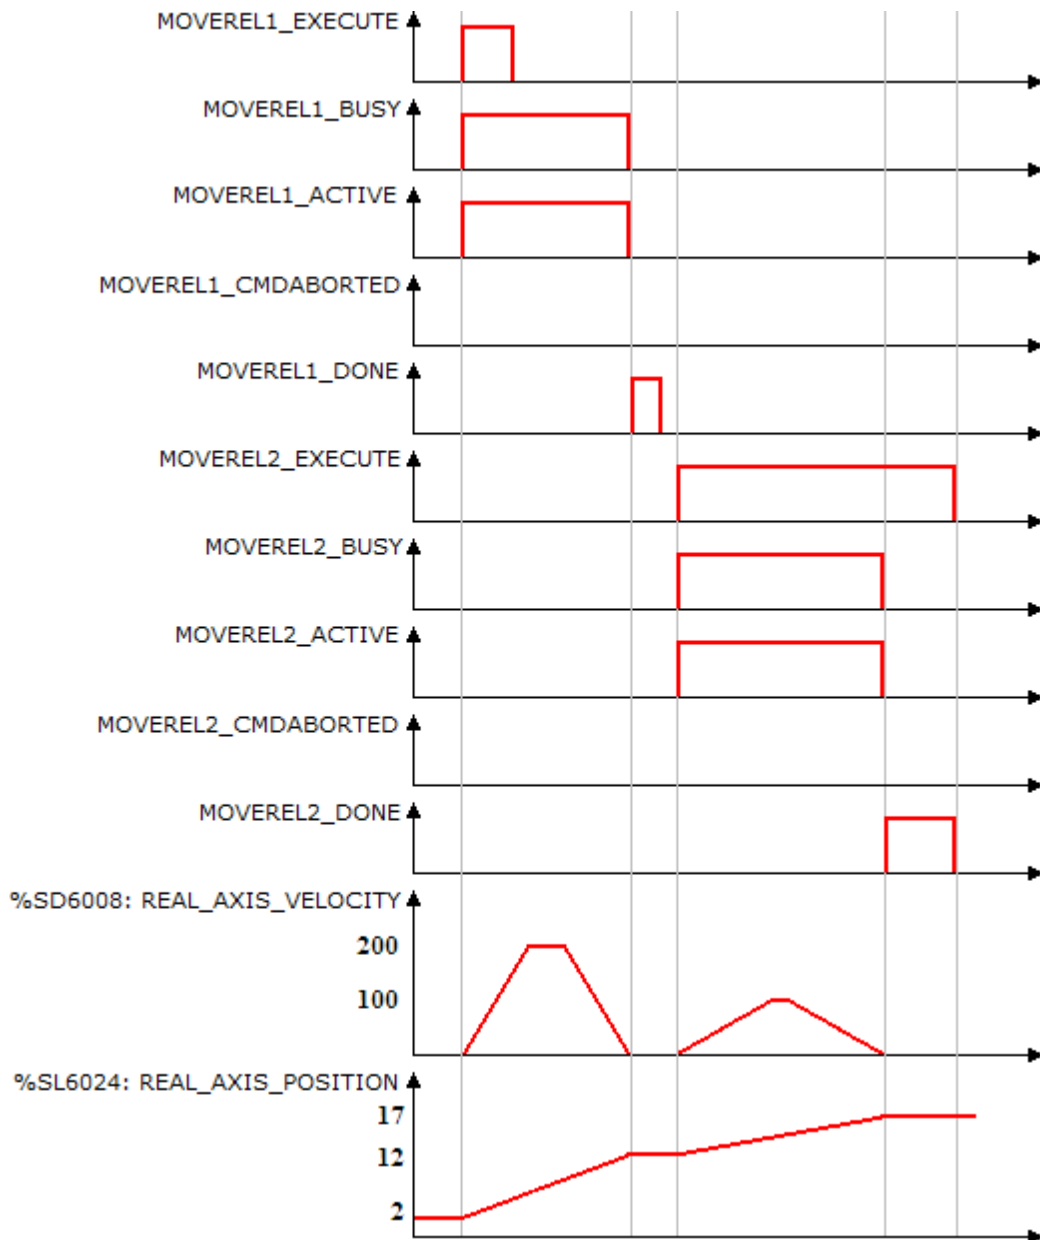 MOVEREL1_EXECUTE
MOVEREL1_BUSY
MOVEREL1_ACTIVE
MOVEREL1_CMDABORTED
MOVEREL1_DONE
MOVEREL2_EXECUTE
MOVEREL2_BUSY
MOVEREL2_ACTIVE
MOVEREL2_CMDABORTED
MOVEREL2_DONE
%SD6008: REAL_AXIS_VELOCITY
200
100
%SL6024: REAL_AXIS_POSITION
17
12
2